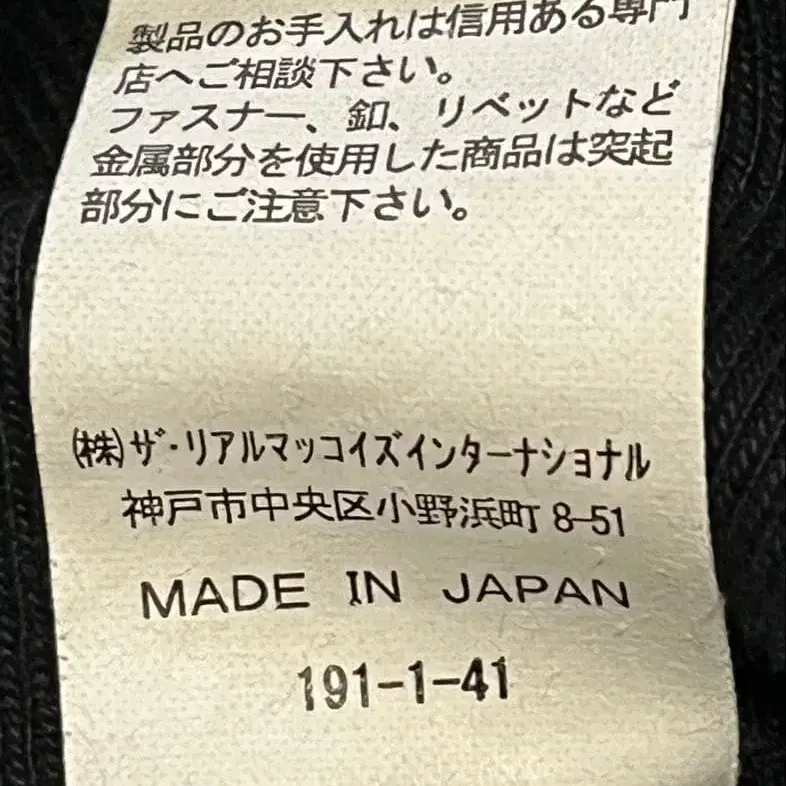 製品のお手入れは信用ある専門
店へご相談下さい。
ファスナー、釦、リベットなど
金属部分を使用した商品は突起
部分にご注意下さい。
㈱ザ・リアルマッコイズインターナショナル
神戸市中央区小野浜町 8-51
MADE IN JAPAN
191-1-41